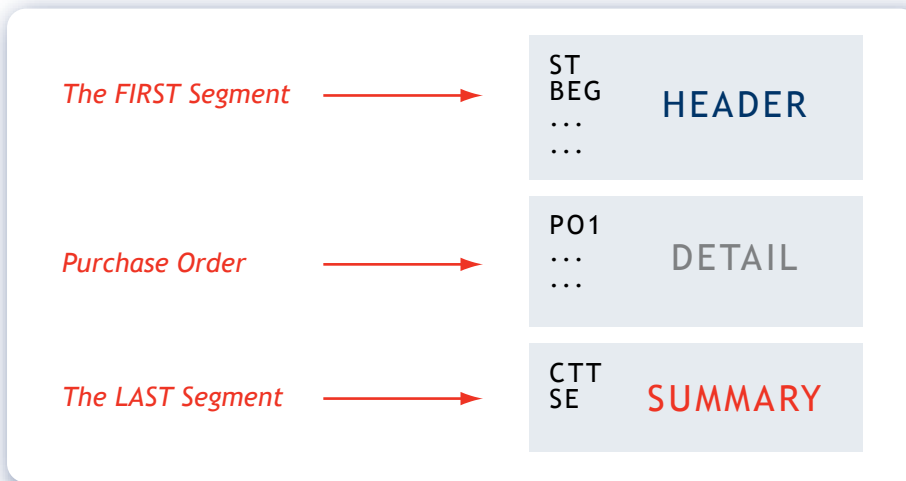 The FIRST Segment
ST
BEG
...
...
HEADER
Purchase Order
PO1
...
...
DETAIL
The LAST Segment
CTT
SE
SUMMARY